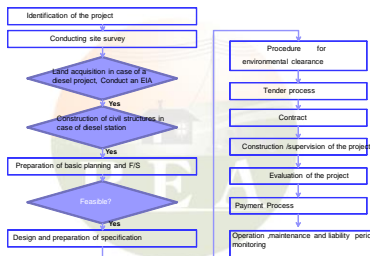 Identification of the project
Conducting site survey
Land acquisition in case of a
diesel project, Conduct an EIA
Yes
Construction of civil structures in
case of diesel station
Yes
Preparation of basic planning and F/S
Feasible?
Yes
Design and preparation of specification
Procedure for
environmental clearance
Tender process
Contract
Construction /supervision of the project
Evaluation of the project
Payment Process
Operation ,maintenance and liability perio
monitoring
REA